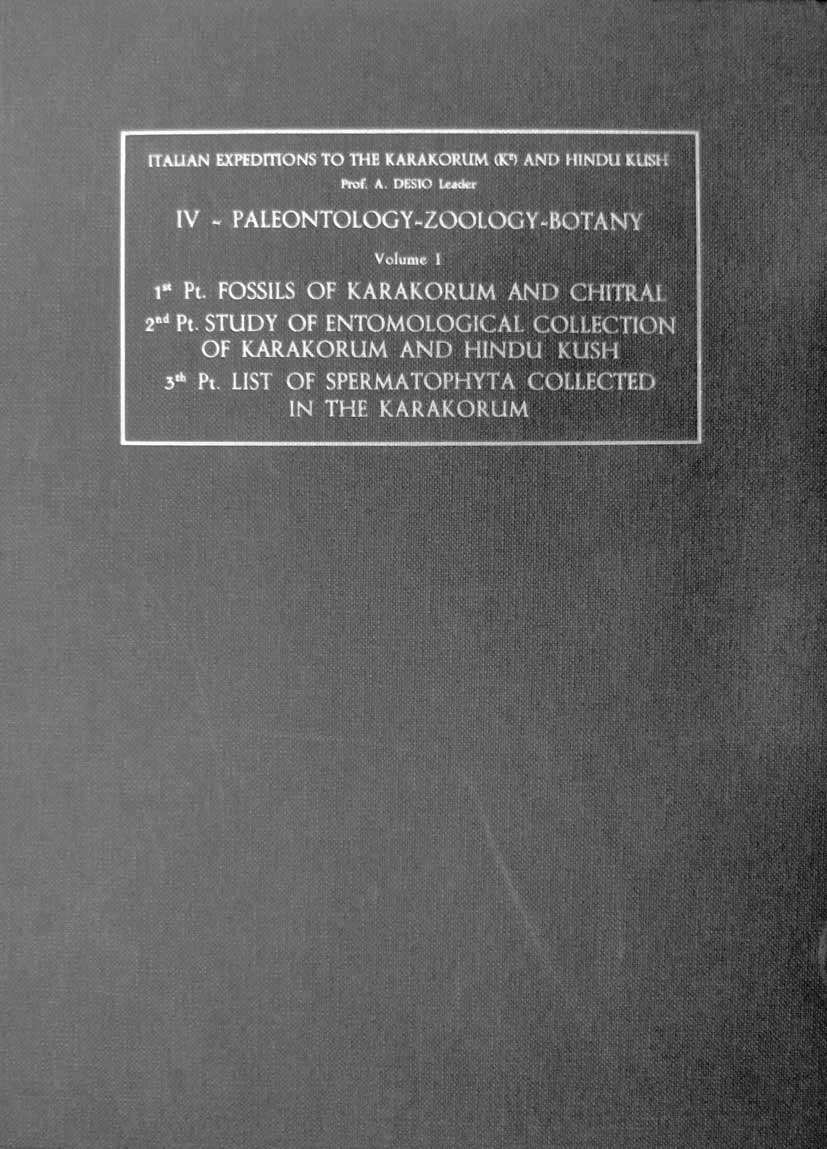 ITALIAN EXPEDITIONS TO THE KARAKORUM (K²) AND HINDU KUSH
Prof. A. DESIO Leader
IV - PALEONTOLOGY-ZOOLOGY-BOTANY
Volume I
1st Pt. FOSSILS OF KARAKORUM AND CHITRAL
2nd Pt. STUDY OF ENTOMOLOGICAL COLLECTION
OF KARAKORUM AND HINDU KUSH
3th Pt. LIST OF SPERMATOPHYTA COLLECTED
IN THE KARAKORUM